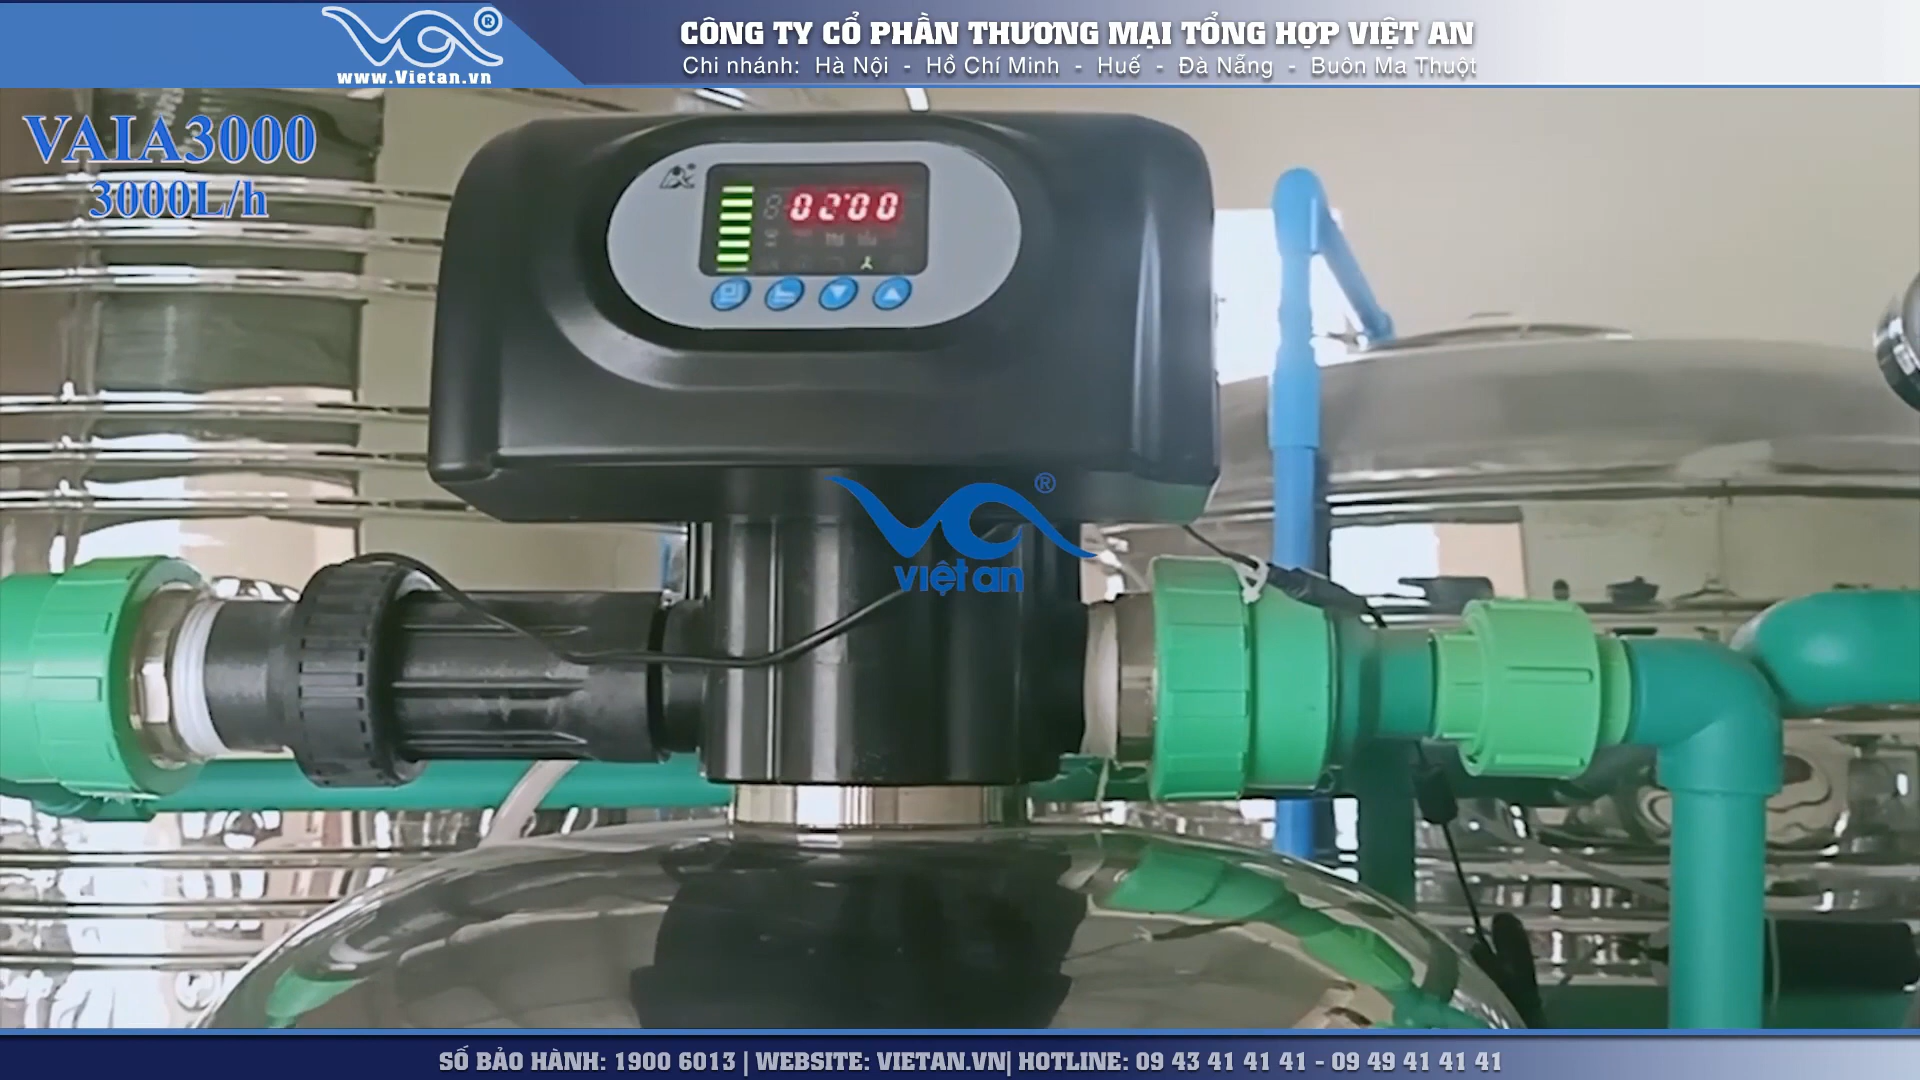 CÔNG TY CỔ PHẦN THƯƠNG MẠI TỔNG HỢP VIỆT AN
Chi nhánh: Hà Nội - Hồ Chí Minh - Huế - Đà Nẵng - Buôn Ma Thuột
VA®
www.Vietan.vn
VAIA3000
3000L/h
02:00
VA®
việt an
SỐ BẢO HÀNH: 1900 6013 | WEBSITE: VIETAN.VN| HOTLINE: 09 43 41 41 41 - 09 49 41 41 41